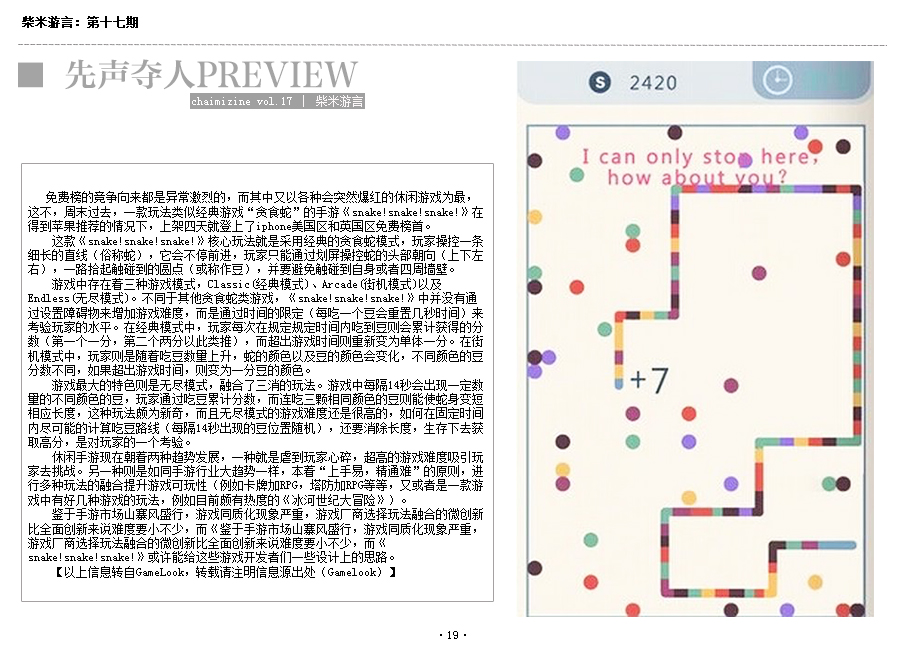 柴米游言：第十七期
先声夺人PREVIEW
chaimizine vol.17 | 柴米游言
免费榜的竞争向来都是异常激烈的，而其中又以各种会突然爆红的休闲游戏为最，
这不，周末过去，一款玩法类似经典游戏“贪食蛇”的手游《snake!snake!snake!》在
得到苹果推荐的情况下，上架四天就登上了iphone美国区和英国区免费榜首。
这款《snake!snake!snake!》核心玩法就是采用经典的贪食蛇模式，玩家操控一条
细长的直线（俗称蛇），它会不停前进，玩家只能通过划屏操控蛇的头部朝向（上下左
右），一路拾起触碰到的圆点（或称作豆），并要避免触碰到自身或者四周墙壁。
游戏中存在着三种游戏模式，Classic(经典模式)、Arcade(街机模式)以及
Endless(无尽模式)。不同于其他贪食蛇类游戏，《snake!snake!snake!》中并没有通
过设置障碍物来增加游戏难度，而是通过时间的限定（每吃一个豆会重置几秒时间）来
考验玩家的水平。在经典模式中，玩家每次在规定规定时间内吃到豆则会累计获得的分
数（第一个一分，第二个两分以此类推），而超出游戏时间则重新变为单体一分。在街
机模式中，玩家则是随着吃豆数量上升，蛇的颜色以及豆的颜色会变化，不同颜色的豆
分数不同，如果超出游戏时间，则变为一分豆的颜色。
游戏最大的特色则是无尽模式，融合了三消的玩法。游戏中每隔14秒会出现一定数
量的不同颜色的豆，玩家通过吃豆累计分数，而连吃三颗相同颜色的豆则能使蛇身变短
相应长度，这种玩法颇为新奇，而且无尽模式的游戏难度还是很高的，如何在固定时间
内尽可能的计算吃豆路线（每隔14秒出现的豆位置随机），还要消除长度，生存下去获
取高分，是对玩家的一个考验。
休闲手游现在朝着两种趋势发展，一种就是虐到玩家心碎，超高的游戏难度吸引玩
家去挑战。另一种则是如同手游行业大趋势一样，本着“上手易，精通难”的原则，进
行多种玩法的融合提升游戏可玩性（例如卡牌加RPG，塔防加RPG等等，又或者是一款游
戏中有好几种游戏的玩法，例如目前颇有热度的《冰河世纪大冒险》）。
鉴于手游市场山寨风盛行，游戏同质化现象严重，游戏厂商选择玩法融合的微创新
比全面创新来说难度要小不少，而《鉴于手游市场山寨风盛行，游戏同质化现象严重，
游戏厂商选择玩法融合的微创新比全面创新来说难度要小不少，而《
snake!snake!snake!》或许能给这些游戏开发者们一些设计上的思路。
【以上信息转自GameLook，转载请注明信息源出处（Gamelook）】
S 2420
I can only stop here,
how about you?
+7
·19·